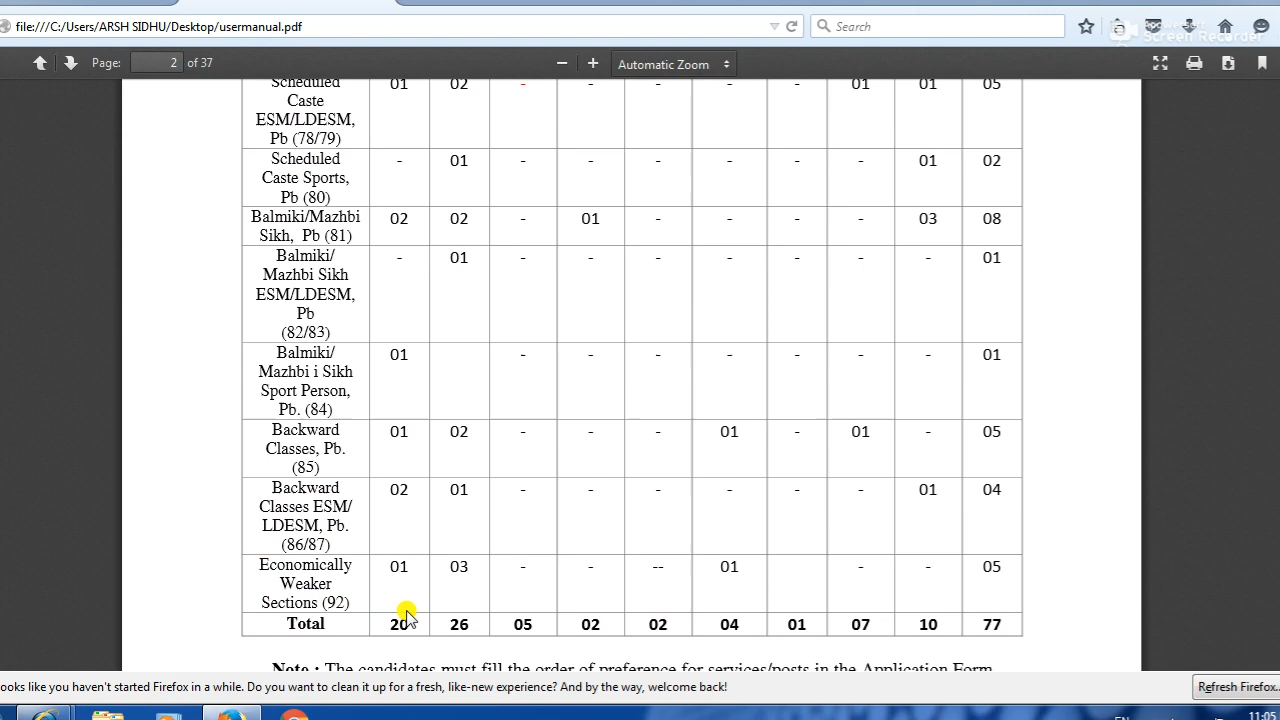 file:///C:/Users/ARSH SIDHU/Desktop/usermanual.pdf
Search
Screen Recorder
Page: 2 of 37
Automatic Zoom
Scheduled Caste ESM/LDESM, Pb (78/79) 01 02 - - - - - 01 01 05
Scheduled Caste Sports, Pb (80) - 01 - - - - - - 01 02
Balmiki/Mazhbi Sikh, Pb (81) 02 02 - 01 - - - - 03 08
Balmiki/ Mazhbi Sikh ESM/LDESM, Pb (82/83) - 01 - - - - - - - 01
Balmiki/ Mazhbi i Sikh Sport Person, Pb. (84) 01 - - - - - - - 01
Backward Classes, Pb. (85) 01 02 - - - 01 - 01 - 05
Backward Classes ESM/ LDESM, Pb. (86/87) 02 01 - - - - - - 01 04
Economically Weaker Sections (92) 01 03 - - -- 01 - - 05
Total 20 26 05 02 02 04 01 07 10 77
Note : The candidates must fill the order of preference for services/posts in the Application Form
ooks like you haven't started Firefox in a while. Do you want to clean it up for a fresh, like-new experience? And by the way, welcome back!
Refresh Firefox..
EN
11:05